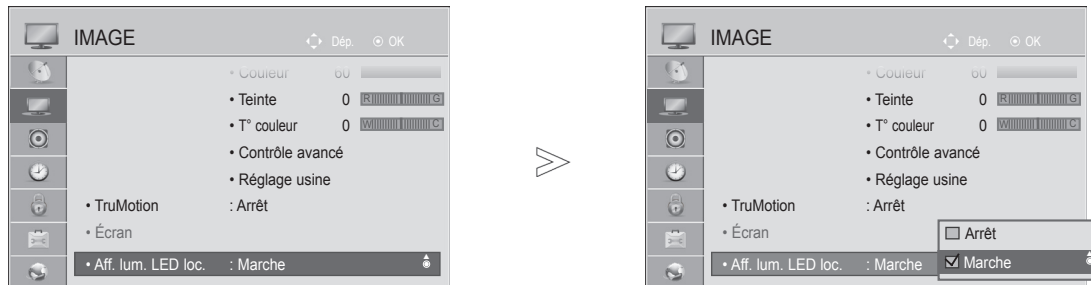 IMAGE Dép. OK
• Couleur 60
• Teinte 0 R G
• T° couleur 0 W C
• Contrôle avancé
• Réglage usine
• TruMotion : Arrêt
• Écran
• Aff. lum. LED loc. : Marche
IMAGE Dép. OK
• Couleur 60
• Teinte 0 R G
• T° couleur 0 W C
• Contrôle avancé
• Réglage usine
• TruMotion : Arrêt
• Écran
Arrêt
• Aff. lum. LED loc. : Marche
Marche